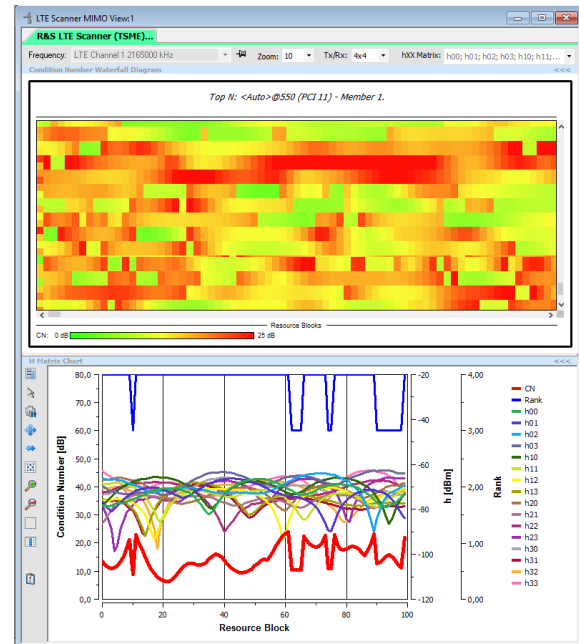 LTE Scanner MIMO View:1
R&S LTE Scanner (TSME)...
Frequency: LTE Channel 1 2165000 kHz Zoom: 10 Tx/Rx: 4x4 hXX Matrix: h00; h01; h02; h03; h10; h11;...
Condition Number Waterfall Diagram <<<
Top N: <Auto>@550 (PCI 11) - Member 1.
Resource Blocks
CN: 0 dB 25 dB
H Matrix Chart <<<
80,0 -20 4,00
70,0
60,0 -40 3,00
50,0
-60
40,0 2,00
30,0 -80
20,0 1,00
-100
10,0
0,0 -120 0,00
0 20 40 60 80 100
Condition Number [dB]
h [dBm]
Rank
Resource Block
CN
Rank
h00
h01
h02
h03
h10
h11
h12
h13
h20
h21
h22
h23
h30
h31
h32
h33